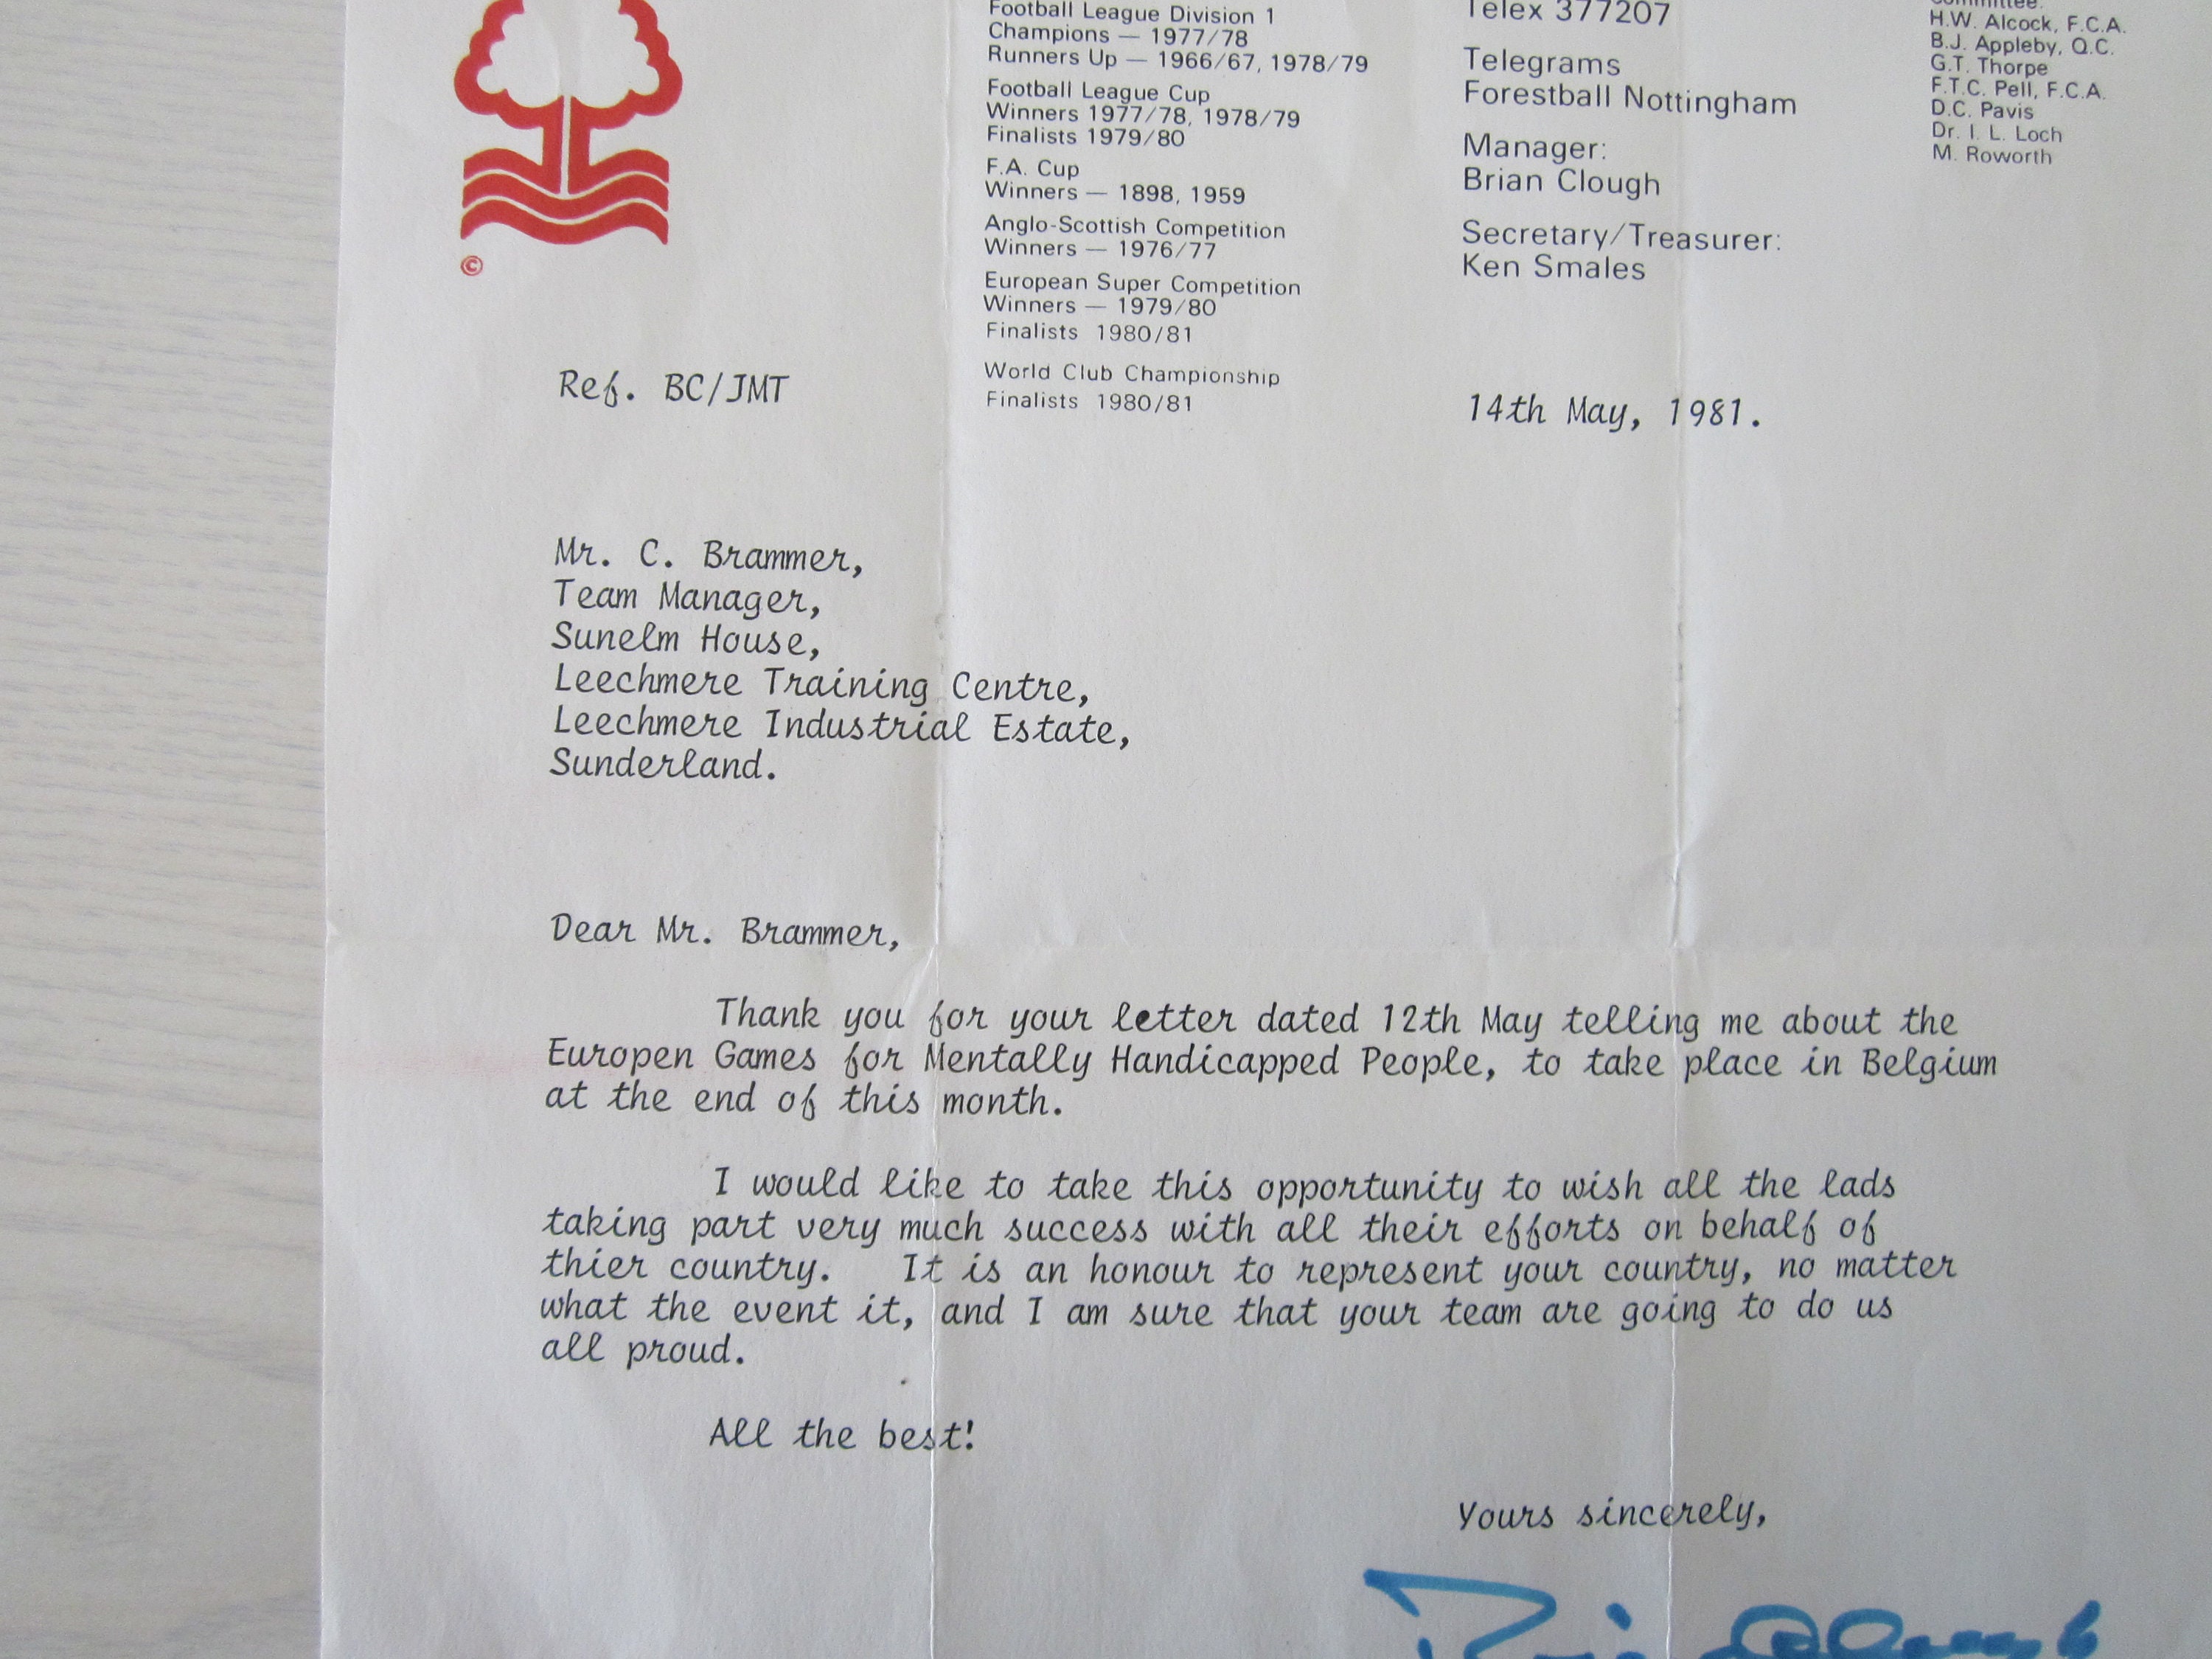 Football League Division 1
Champions — 1977/78
Runners Up — 1966/67, 1978/79
Football League Cup
Winners 1977/78, 1978/79
Finalists 1979/80
F.A. Cup
Winners — 1898, 1959
Anglo-Scottish Competition
Winners — 1976/77
European Super Competition
Winners — 1979/80
Finalists 1980/81
World Club Championship
Finalists 1980/81
Telex 377207
Telegrams
Forestball Nottingham
Manager:
Brian Clough
Secretary/Treasurer:
Ken Smales
Committee:
H.W. Alcock, F.C.A.
B.J. Appleby, Q.C.
G.T. Thorpe
F.T.C. Pell, F.C.A.
D.C. Pavis
Dr. I. L. Loch
M. Roworth
©
Ref. BC/JMT
14th May, 1981.
Mr. C. Brammer,
Team Manager,
Sunelm House,
Leechmere Training Centre,
Leechmere Industrial Estate,
Sunderland.
Dear Mr. Brammer,
Thank you for your letter dated 12th May telling me about the
Europen Games for Mentally Handicapped People, to take place in Belgium
at the end of this month.
I would like to take this opportunity to wish all the lads
taking part very much success with all their efforts on behalf of
thier country. It is an honour to represent your country, no matter
what the event it, and I am sure that your team are going to do us
all proud.
All the best!
Yours sincerely,